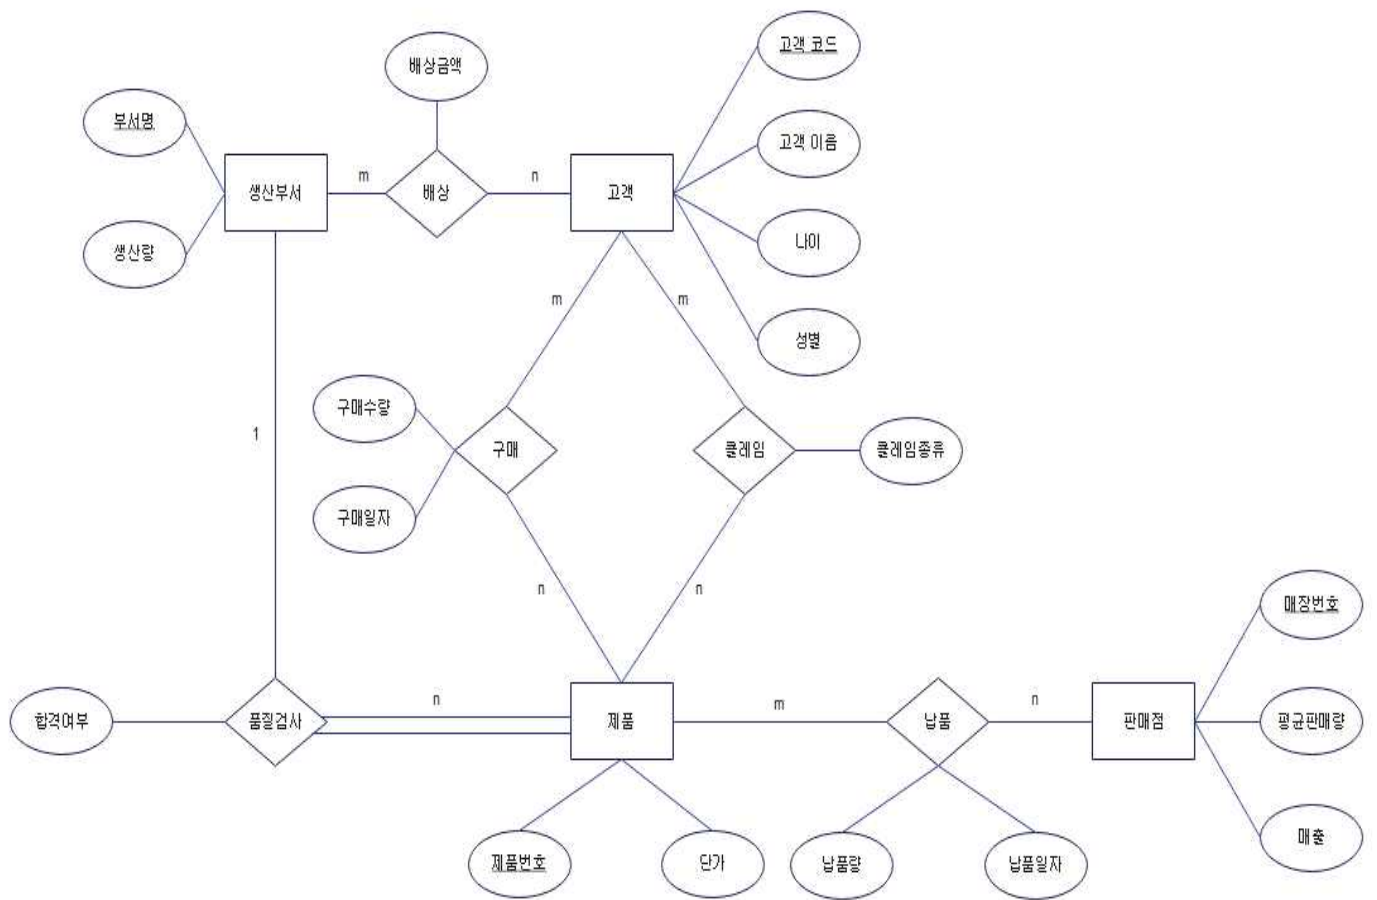 고객 코드
배상금액
부서명
고객 이름
생산부서
m
배상
n
고객
생산량
나이
m
m
성별
구매수량
1
구매
클레임
클레임종류
구매일자
n
n
매장번호
합격여부
품질검사
n
제품
m
납품
n
판매점
평균판매량
매출
제품번호
단가
납품량
납품일자